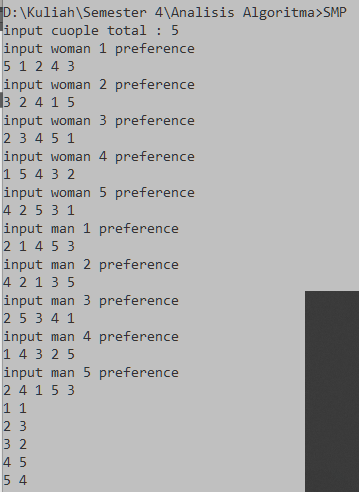 D:\Kuliah\Semester 4\Analisis Algoritma>SMP
input cuople total : 5
input woman 1 preference
5 1 2 4 3
input woman 2 preference
3 2 4 1 5
input woman 3 preference
2 3 4 5 1
input woman 4 preference
1 5 4 3 2
input woman 5 preference
4 2 5 3 1
input man 1 preference
2 1 4 5 3
input man 2 preference
4 2 1 3 5
input man 3 preference
2 5 3 4 1
input man 4 preference
1 4 3 2 5
input man 5 preference
2 4 1 5 3
1 1
2 3
3 2
4 5
5 4